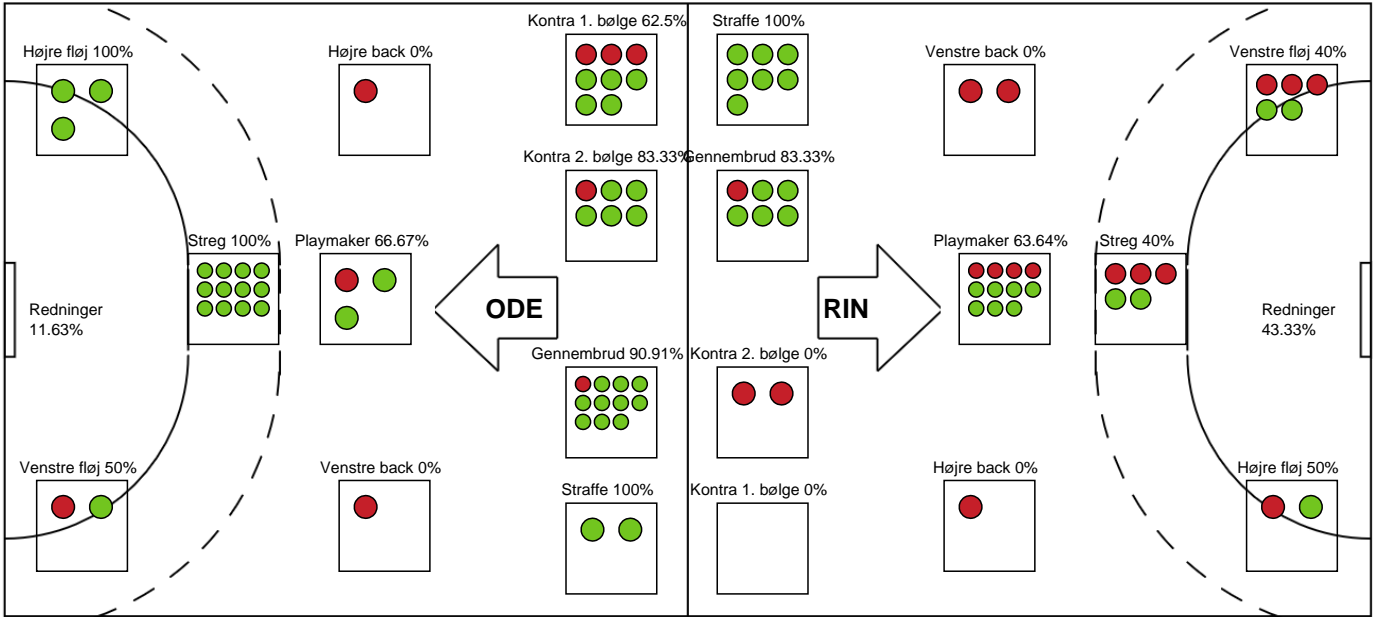 Kontra 1. bølge 62.5%
Straffe 100%
Højre fløj 100%
Højre back 0%
Venstre back 0%
Venstre fløj 40%
Kontra 2. bølge 83.33%
Gennembrud 83.33%
Streg 100%
Playmaker 66.67%
Playmaker 63.64%
Streg 40%
Redninger
11.63%
ODE
RIN
Redninger
43.33%
Gennembrud 90.91%
Kontra 2. bølge 0%
Venstre fløj 50%
Venstre back 0%
Højre back 0%
Højre fløj 50%
Straffe 100%
Kontra 1. bølge 0%